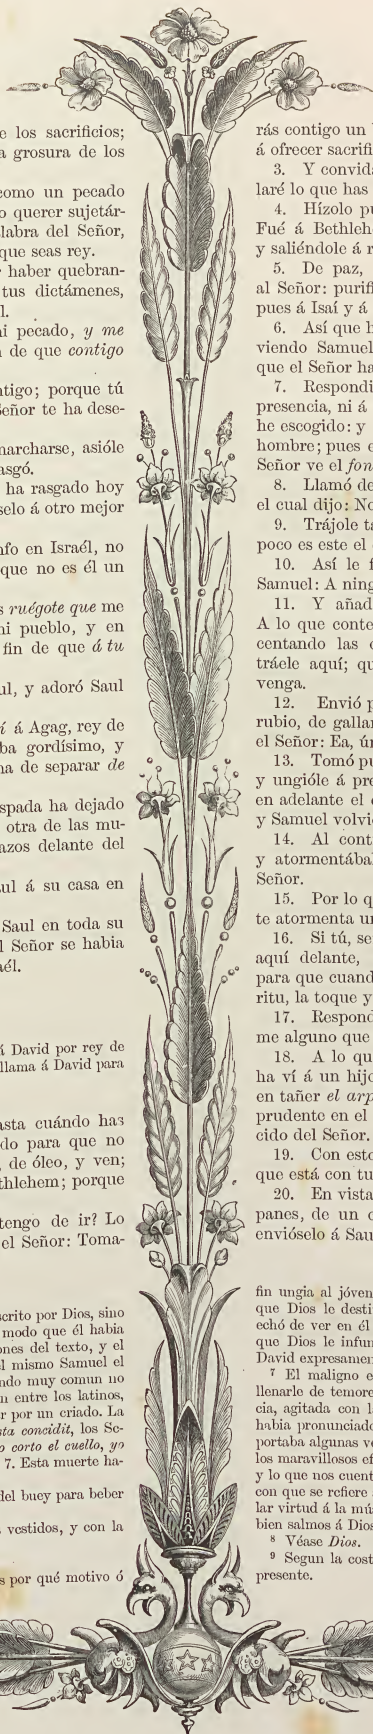 e los sacrificios;
a grosura de los
como un pecado
o querer sujetár-
labra del Señor,
que seas rey.
r haber quebran-
tus dictámenes,
l.
ni pecado, y me
n de que contigo
ntigo; porque tú
Señor te ha dese-
marcharse, asióle
asgó.
ha rasgado hoy
selo á otro mejor
nfo en Israél, no
que no es él un
s ruégote que me
ni pueblo, y en
fin de que á tu
ul, y adoró Saul
í á Agag, rey de
ba gordísimo, y
na de separar de
spada ha dejado
otra de las mu-
azos delante del
ul á su casa en
Saul en toda su
l Señor se habia
aél.
á David por rey de
llama á David para
asta cuándo has
do para que no
, de óleo, y ven;
thlehem; porque
tengo de ir? Lo
el Señor: Toma-
scrito por Dios, sino
modo que él habia
ones del texto, y el
l mismo Samuel el
ndo muy comun no
n entre los latinos,
r por un criado. La
sta concidit, los Se-
o corto el cuello, yo
7. Esta muerte ha-
del buey para beber
s vestidos, y con la
s por qué motivo ó
rás contigo un
á ofrecer sacrifi
3. Y convida
laré lo que has
4. Hízolo pu
Fué á Bethleh
y saliéndole á r
5. De paz,
al Señor: purifi
pues á Isaí y á
6. Así que h
viendo Samuel
que el Señor ha
7. Respondi
presencia, ni á
he escogido: y
hombre; pues e
Señor ve el fon
8. Llamó de
el cual dijo: No
9. Trájole ta
poco es este el
10. Así le f
Samuel: A ning
11. Y añad
A lo que conte
centando las o
tráele aquí; qu
venga.
12. Envió p
rubio, de gallar
el Señor: Ea, ún
13. Tomó pu
y ungióle á pre
en adelante el
y Samuel volvi
14. Al cont
y atormentábal
Señor.
15. Por lo q
te atormenta un
16. Si tú, se
aquí delante,
para que cuand
ritu, la toque y
17. Respond
me alguno que
18. A lo qu
ha ví á un hijo
en tañer el arp
prudente en el
cido del Señor.
19. Con esto
que está con tu
20. En vista
panes, de un c
envióselo á Sau
fin ungia al jóven
que Dios le desti
echó de ver en él
que Dios le infun
David expresamen
7 El maligno e
llenarle de temore
cia, agitada con l
habia pronunciado
portaba algunas ve
los maravillosos ef
y lo que nos cuent
con que se refiere
lar virtud á la mú
bien salmos á Dios
8 Véase Dios.
9 Segun la cost
presente.